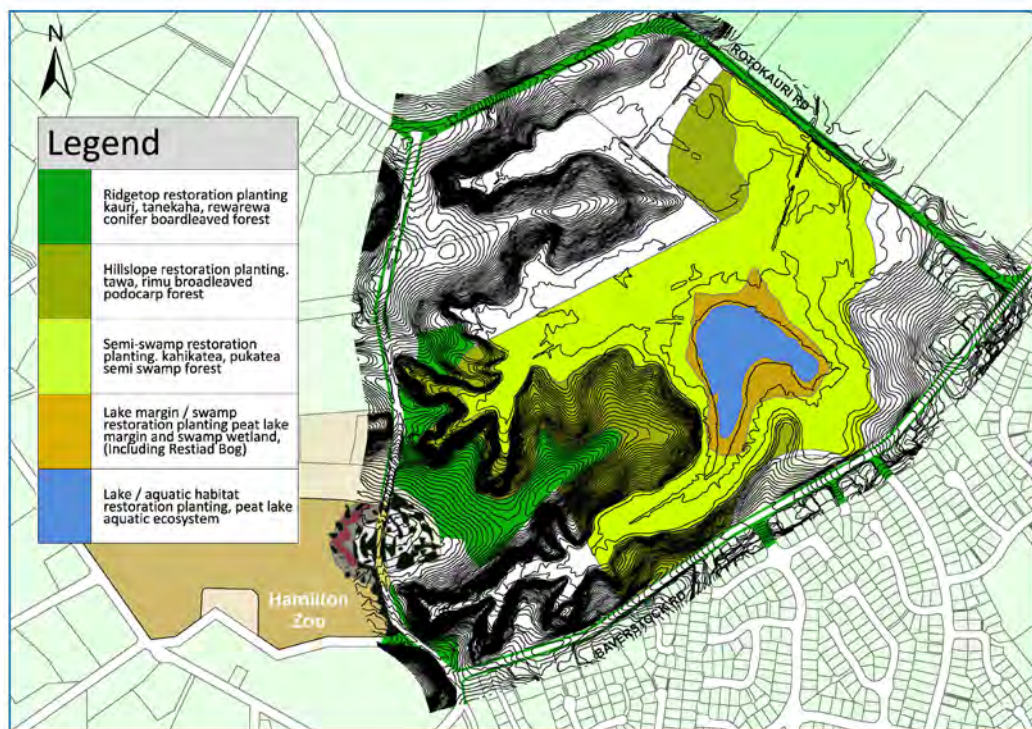 N
ROTOKAURI RD
Legend
Ridgetop restoration planting
kauri, tanekaha, rewarewa
conifer boardleaved forest
Hillslope restoration planting.
tawa, rimu broadleaved
podocarp forest
Semi-swamp restoration
planting. kahikatea, pukatea
semi swamp forest
Lake margin / swamp
restoration planting peat lake
margin and swamp wetland,
(Including Restiad Bog)
Lake / aquatic habitat
restoration planting, peat lake
aquatic ecosystem
Hamilton
Zoo
BAVERSTOCK RD